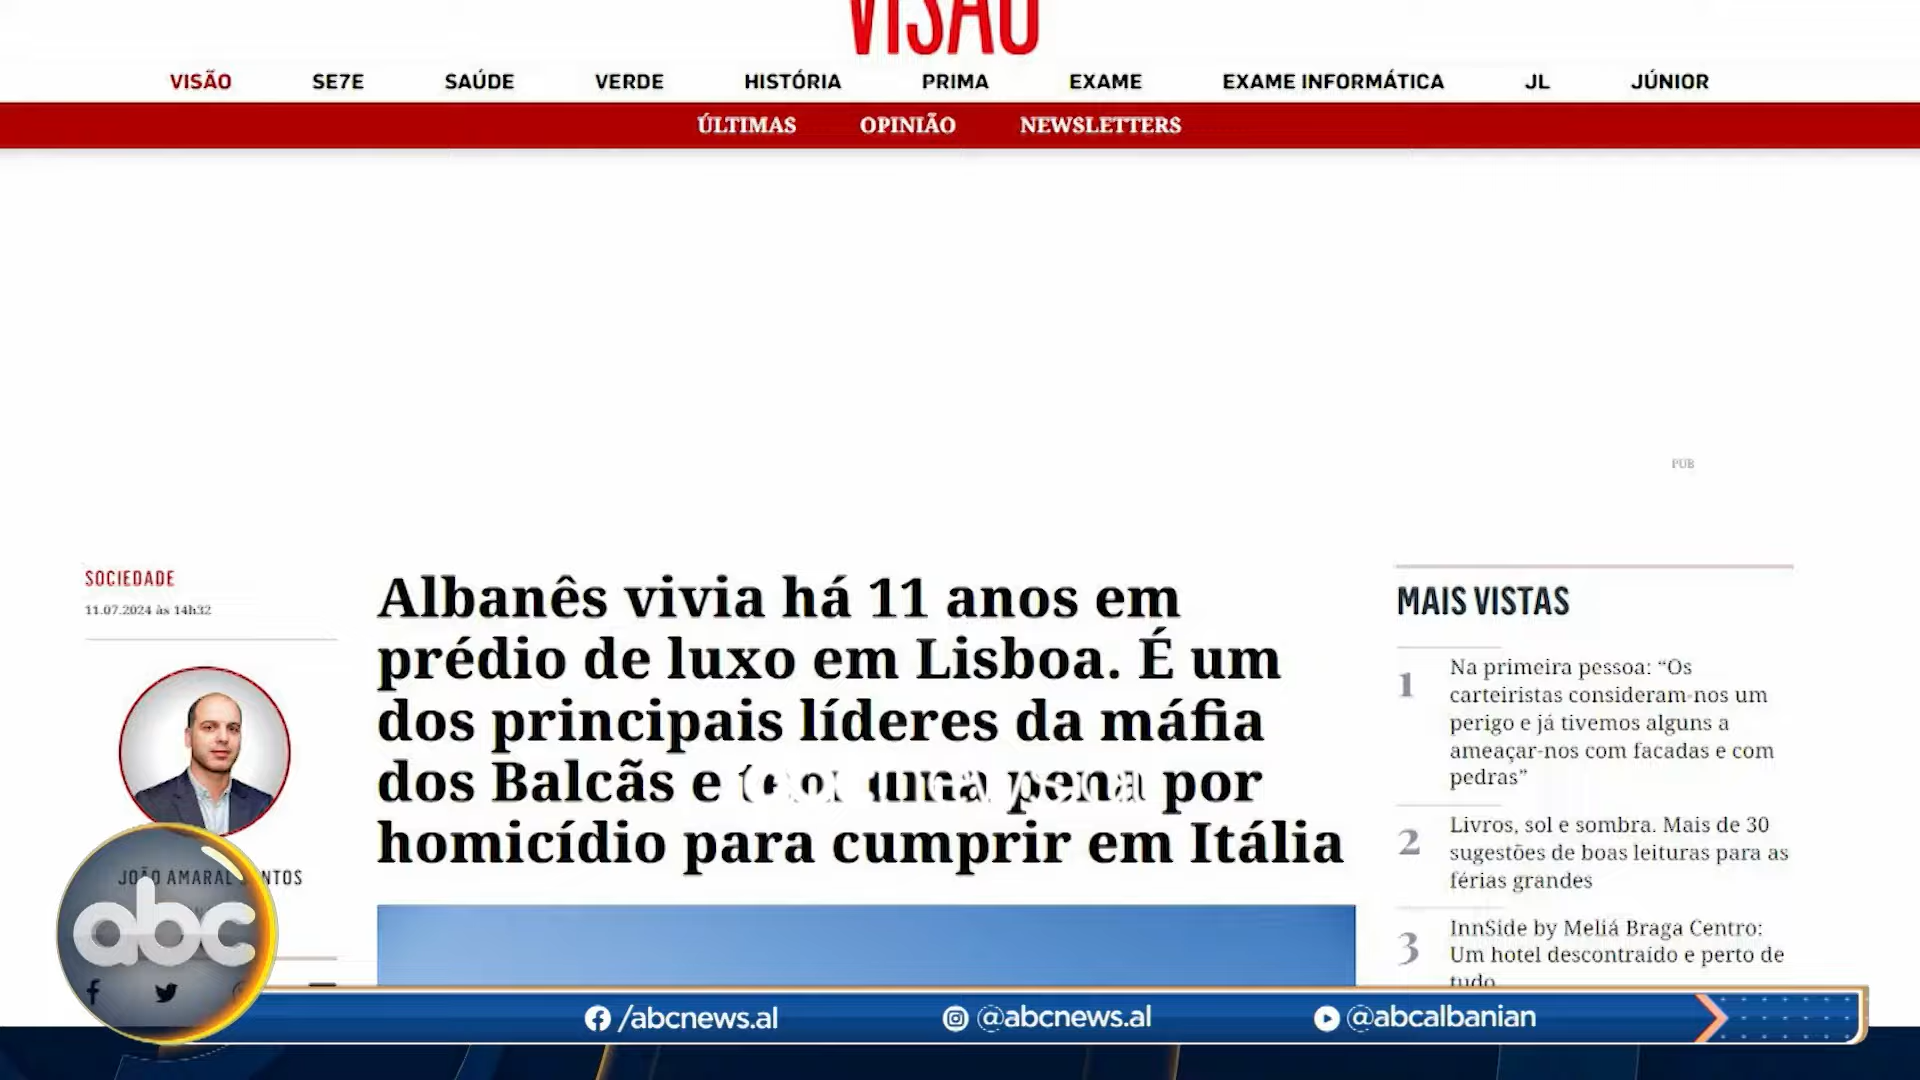 VISÃO
VISÃO SE7E SAÚDE VERDE HISTÓRIA PRIMA EXAME EXAME INFORMÁTICA JL JÚNIOR
ÚLTIMAS OPINIÃO NEWSLETTERS
PUB
SOCIEDADE
11.07.2024 às 14h32
JOÃO AMARAL
Albanês vivia há 11 anos em
prédio de luxo em Lisboa. É um
dos principais líderes da máfia
dos Balcãs e uma pena por
homicídio para cumprir em Itália
MAIS VISTAS
1 Na primeira pessoa: “Os
carteiristas consideram-nos um
perigo e já tivemos alguns a
ameaçar-nos com facadas e com
pedras”
2 Livros, sol e sombra. Mais de 30
sugestões de boas leituras para as
férias grandes
3 InnSide by Meliá Braga Centro:
Um hotel descontraído e perto de
tudo
abc
/abcnews.al @abcnews.al @abcalbanian